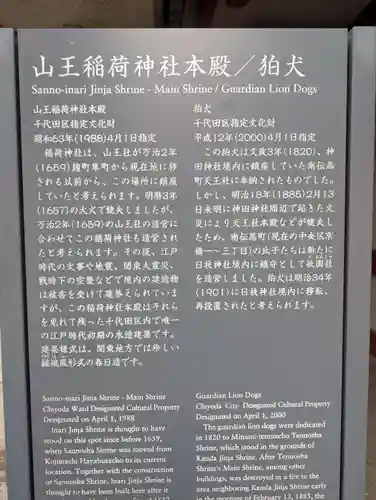 山王稲荷神社本殿／狛犬
Sanno-inari Jinja Shrine - Main Shrine / Guardian Lion Dogs
山王稲荷神社本殿
千代田区指定文化財
昭和63年(1988)4月1日指定
稲荷神社は、山王社が万治2年
(1659)麹町隼町から現在地に移
される以前から、この場所に鎮座
していたと考えられます。明暦3年
(1657)の大火で焼失しましたが、
万治2年(1659)の山王社の造営に
合わせてこの稲荷神社も造営され
たと考えられます。その後、江戸
時代の火事や地震、関東大震災、
戦時下の空襲などで境内の建造物
は被害を受けて建替えられていま
すが、この稲荷神社本殿はそれら
を免れて残った千代田区内で唯一
の江戸時代初期の木造建築です。
建築様式は、関東地方では珍しい
縋破風形式の春日造です。
狛犬
千代田区指定文化財
平成12年(2000)4月1日指定
この狛犬は文政3年(1820)、神
田神社境内に鎮座していた南伝馬
町天王社に奉納されたものでした。
しかし、明治18年(1885)2月13
日未明に神田神社周辺で起きた火
災により天王社本殿などが焼失し
たため、南伝馬町(現在の中央区京
橋一〜三丁目)の氏子たちは新たに
日枝神社境内に鎮守として祇園社
を造営しました。狛犬は明治34年
(1901)に日枝神社境内に移転、
再設置されたと考えられます。
Sanno-inari Jinja Shrine - Main Shrine
Chiyoda Ward Designated Cultural Property
Designated on April 1, 1998
Inari Jinja Shrine is thought to have
stood on this spot since before 1659,
when Sannosha Shrine was moved from
Kojimachi Hayabusacho to its current
location. Together with the construction
of Sannosha Shrine, Inari Jinja Shrine is
thought to have been built here after it
Guardian Lion Dogs
Chiyoda City Designated Cultural Property
Designated on April 1, 2000
The guardian lion dogs were dedicated
in 1820 to Minami-temmacho Tennosha
Shrine, which stood in the grounds of
Kanda Jinja Shrine. After Tennosha
Shrine's Main Shrine, among other
buildings, was destroyed in a fire in the
area neighboring Kanda Jinja Shrine early
in the morning of February 13, 1885, the